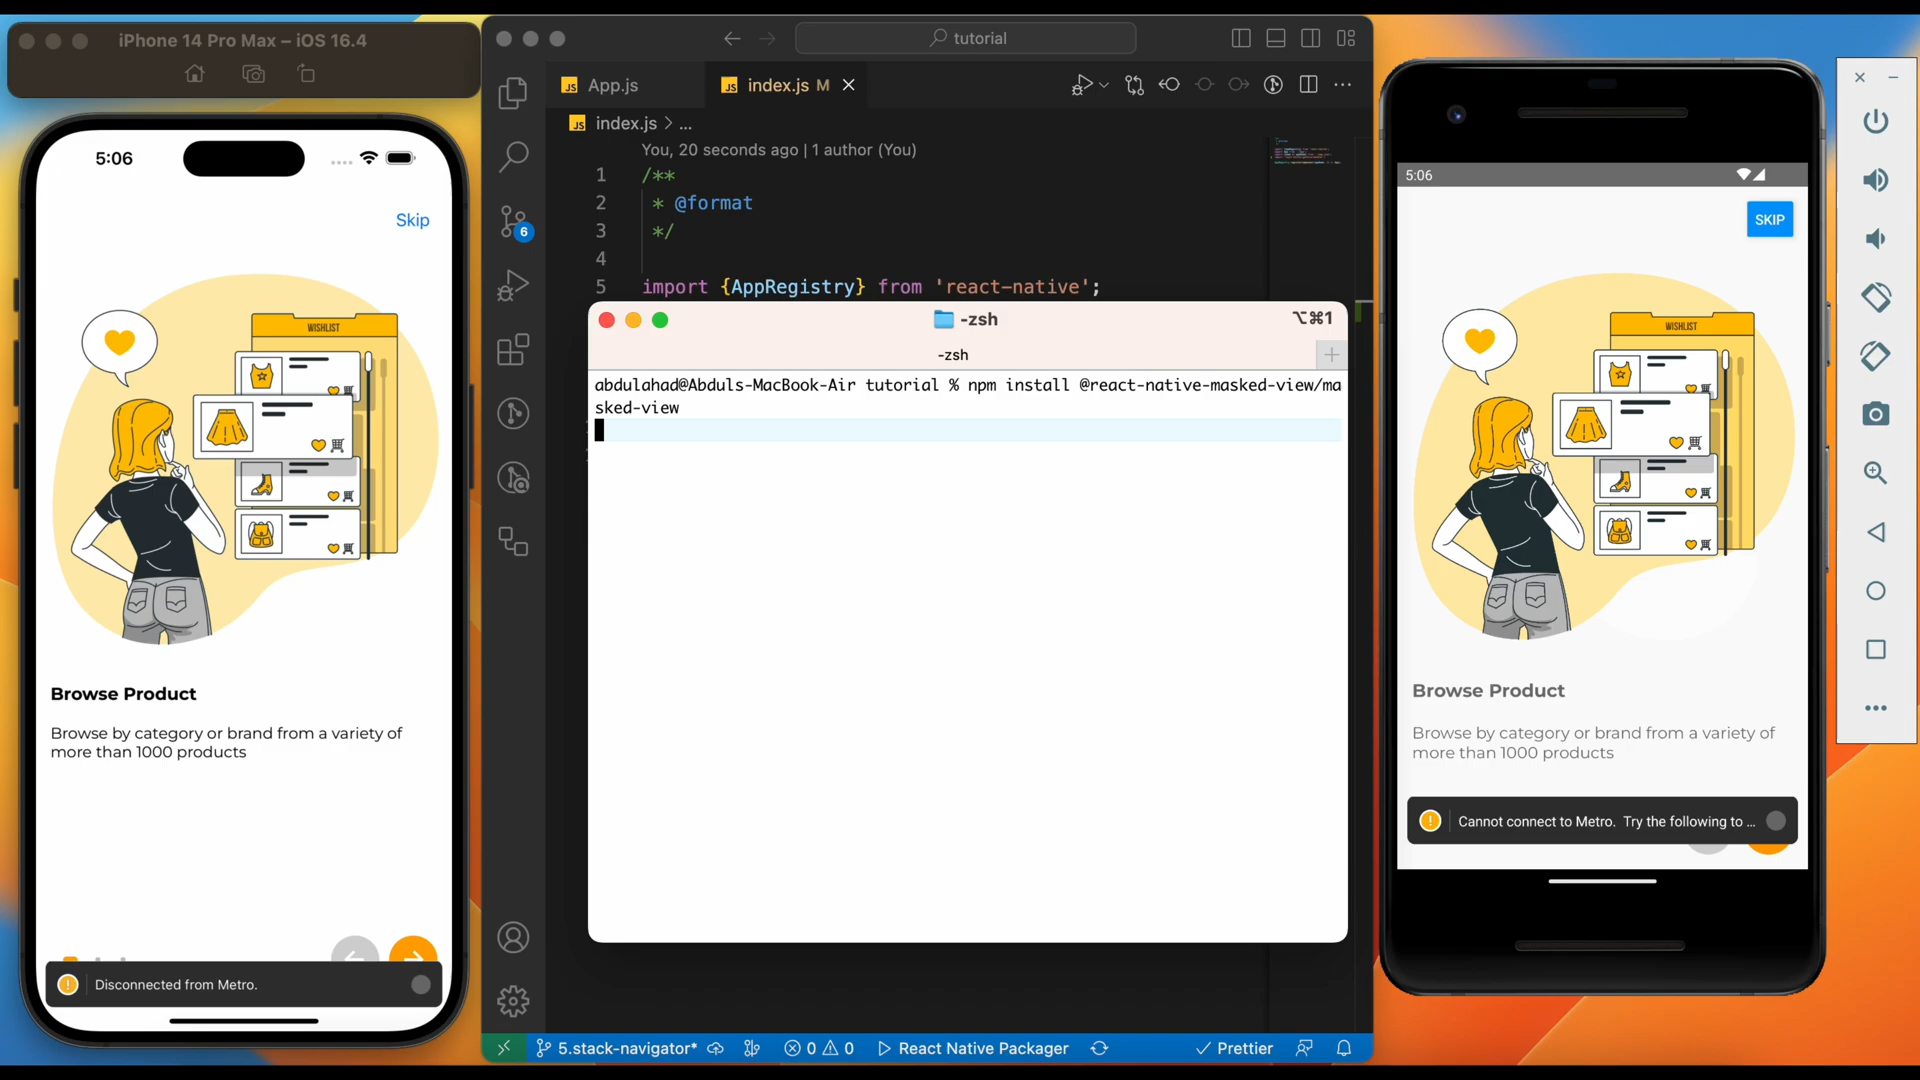 iPhone 14 Pro Max – iOS 16.4
5:06
Skip
WISHLIST
Browse Product
Browse by category or brand from a variety of
more than 1000 products
Disconnected from Metro.
tutorial
App.js
index.js M
index.js > ...
You, 20 seconds ago | 1 author (You)
1 /**
2 * @format
3 */
4
5 import {AppRegistry} from 'react-native';
6
-zsh
⌥⌘1
-zsh
abdulahad@Abduls-MacBook-Air tutorial % npm install @react-native-masked-view/ma
sked-view
5.stack-navigator*
0
0
React Native Packager
Prettier
5:06
SKIP
WISHLIST
Browse Product
Browse by category or brand from a variety of
more than 1000 products
Cannot connect to Metro. Try the following to ...